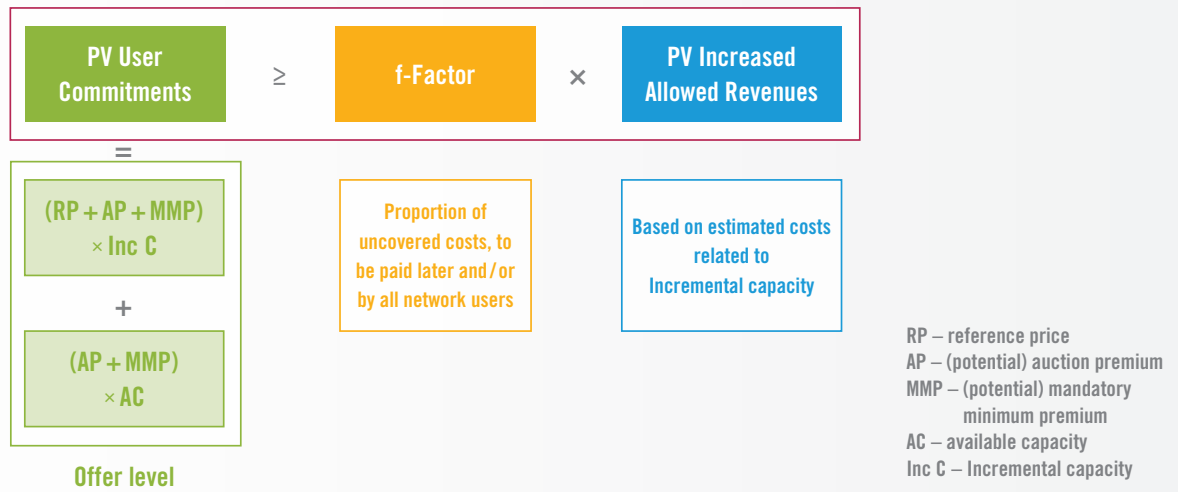 PV User
Commitments
≥
f-Factor
×
PV Increased
Allowed Revenues
=
(RP + AP + MMP)
× Inc C
+
(AP + MMP)
× AC
Offer level
Proportion of
uncovered costs, to
be paid later and / or
by all network users
Based on estimated costs
related to
Incremental capacity
RP – reference price
AP – (potential) auction premium
MMP – (potential) mandatory
minimum premium
AC – available capacity
Inc C – Incremental capacity